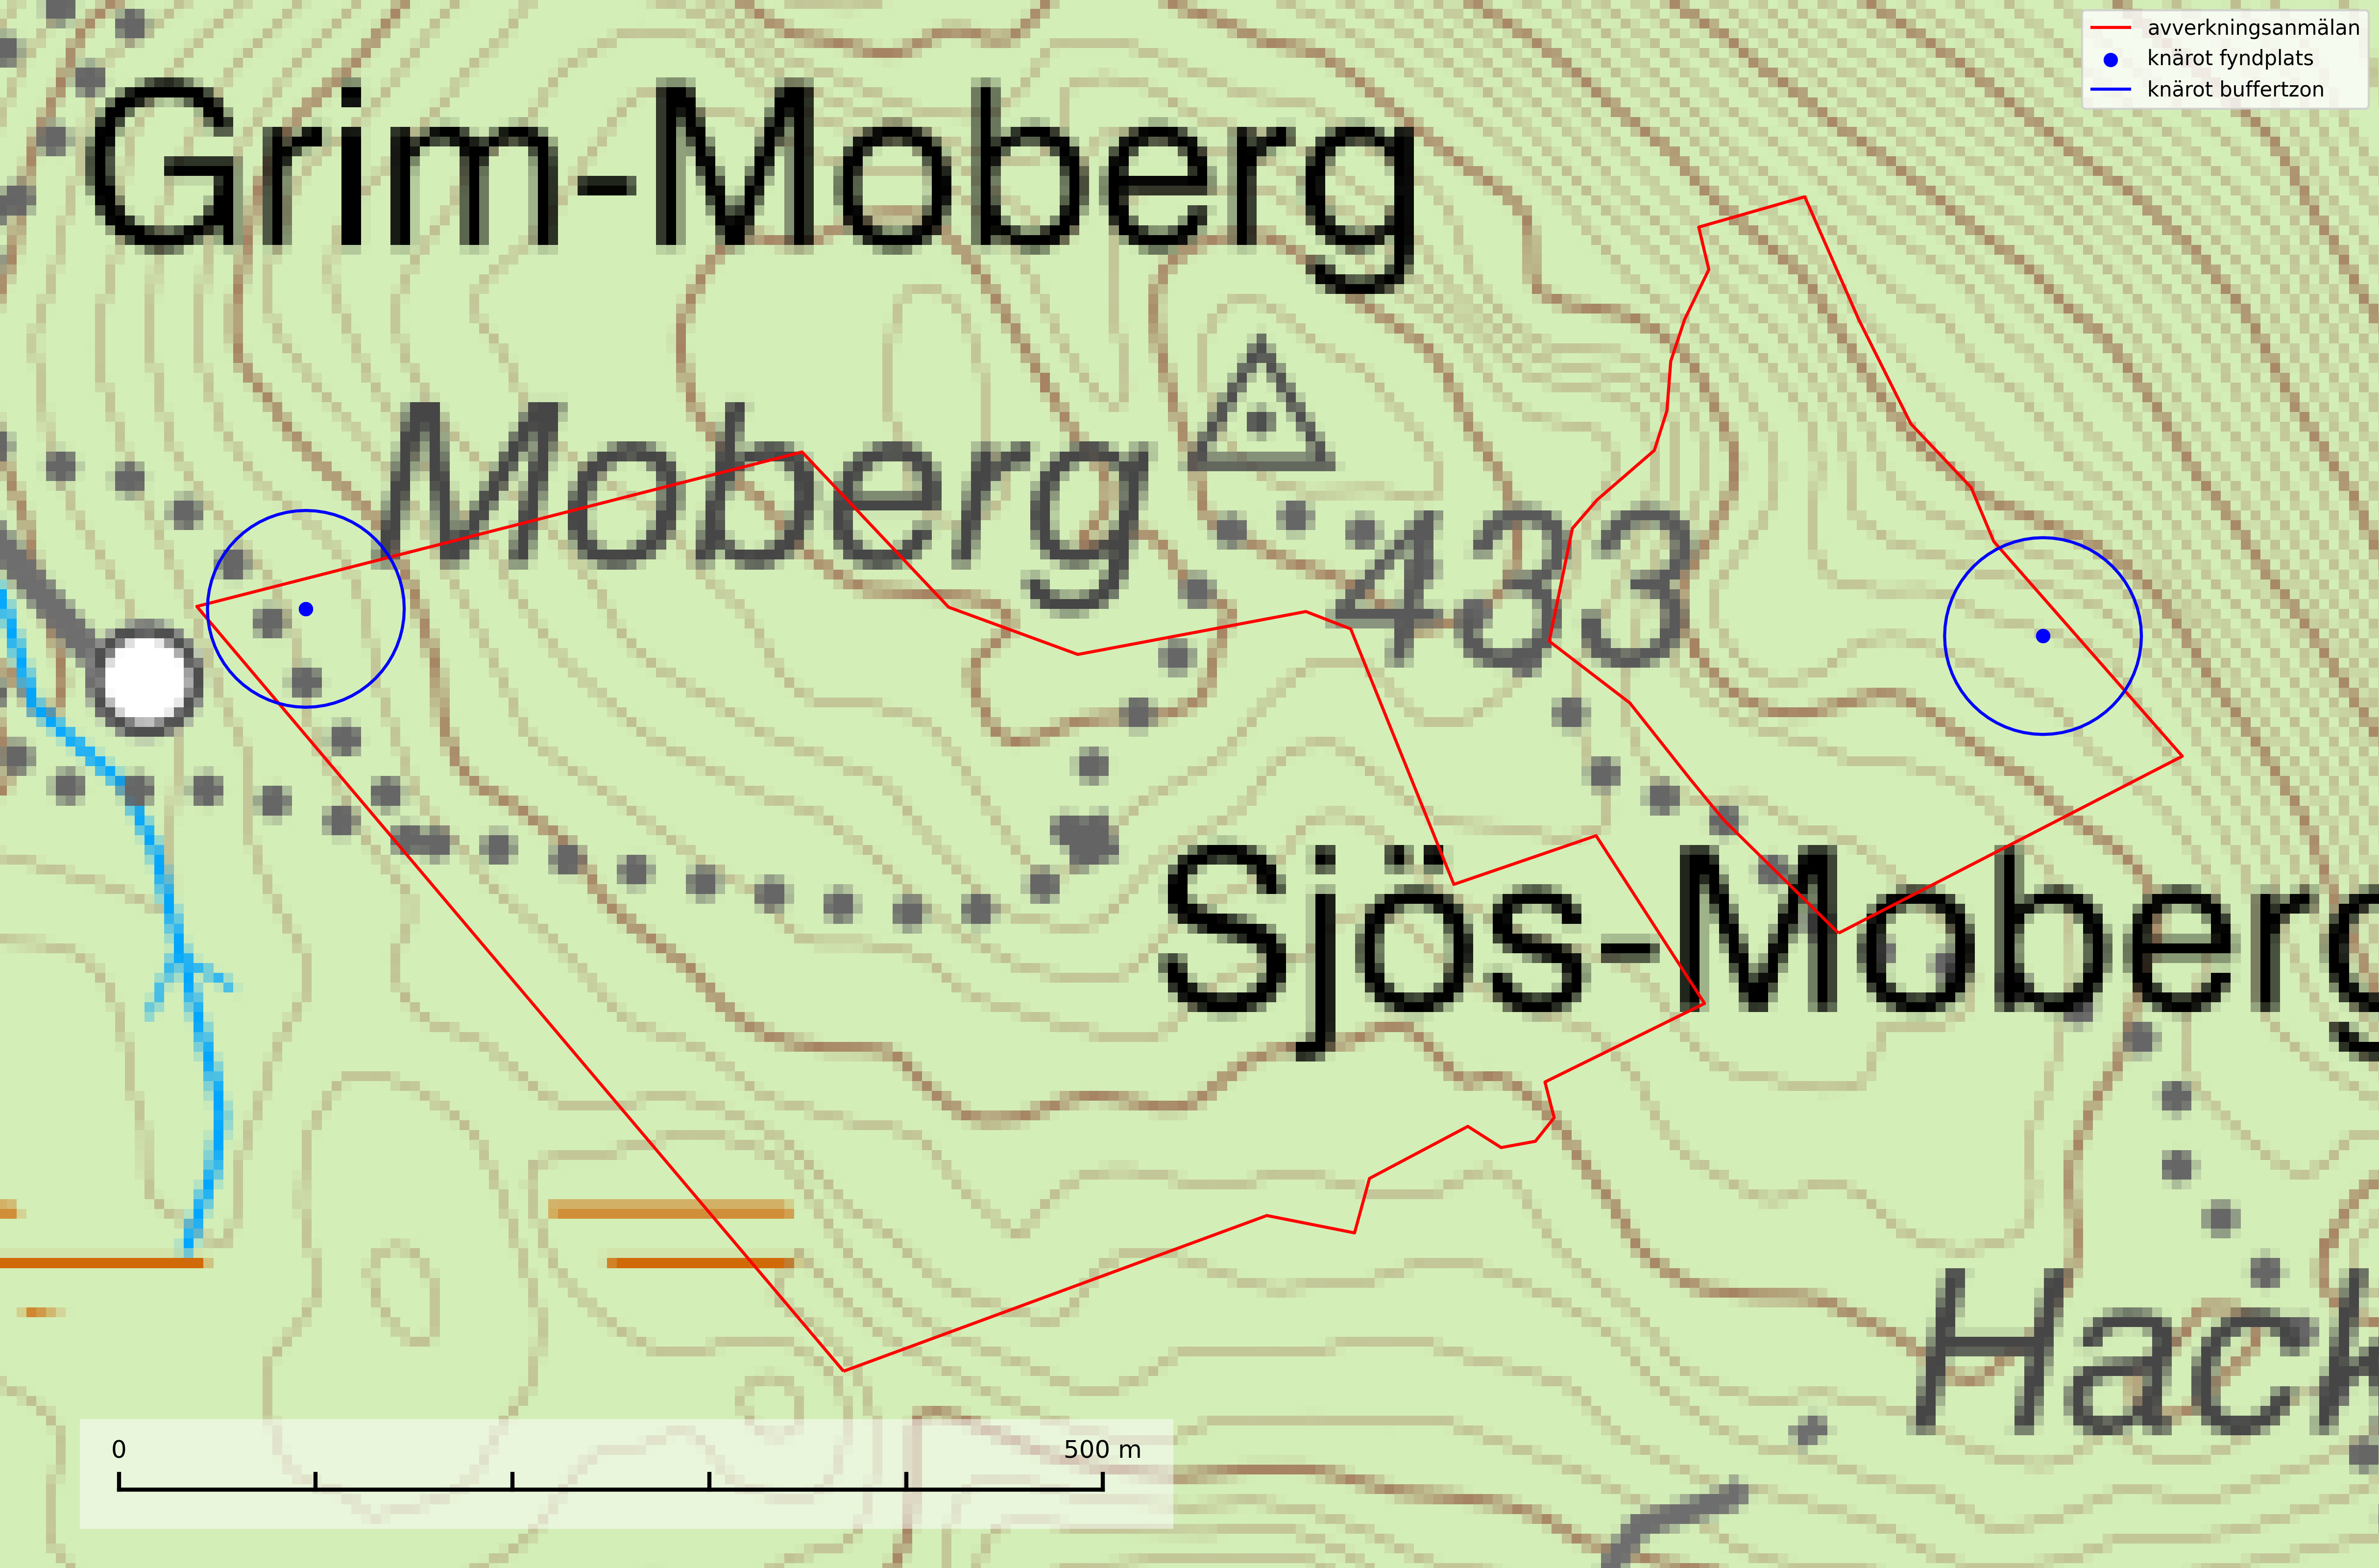 avverkningsanmälan
knärot fyndplats
knärot buffertzon
Grim-Moberg
Moberg
433
Sjös-Moberg
Hack
0 500 m